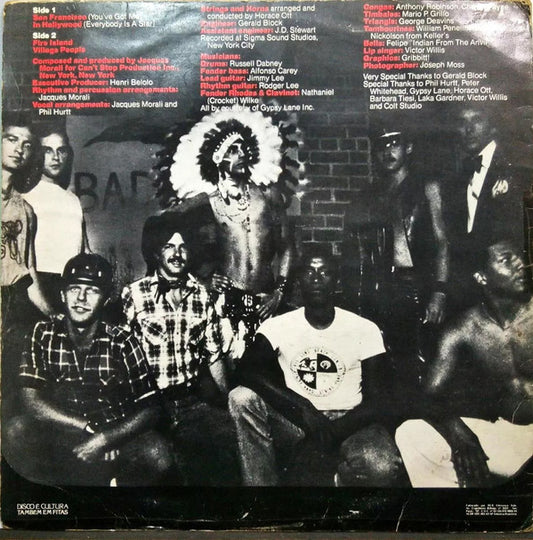 Side 1
San Francisco (You've Got Me)
In Hollywood (Everybody Is A Star)
Side 2
Fire Island
Village People
Composed and produced by Jacques
Morali for Can't Stop Productions Inc.,
New York, New York
Executive Producer: Henri Belolo
Rhythm and percussion arrangements:
Jacques Morali
Vocal arrangements: Jacques Morali and
Phil Hurtt
Strings and Horns arranged and
conducted by Horace Ott
Engineer: Gerald Block
Assistant engineer: J.D. Stewart
Recorded at Sigma Sound Studios,
New York City
Musicians:
Drums: Russell Dabney
Fender bass: Alfonso Carey
Lead guitar: Jimmy Lee
Rhythm guitar: Rodger Lee
Fender Rhodes & Clavinet: Nathaniel
(Crocket) Wilke
All by courtesy of Gypsy Lane Inc.
Congas: Anthony Robinson
Timbales: Mario P. Grillo
Triangle: George Devins
Tambourines: William
Nickolson from Keller's
Bells: Felipe: Indian From The Anvil
Lip singer: Victor Willis
Graphics: Gribbitt!
Photographer: Joseph Moss
Very Special Thanks to Gerald Block
Special Thanks to Phil Hurtt, Peter
Whitehead, Gypsy Lane, Horace Ott,
Barbara Tiesi, Laka Gardner, Victor Willis
and Colt Studio
BAD
DISCO É CULTURA
TAMBÉM EM FITAS